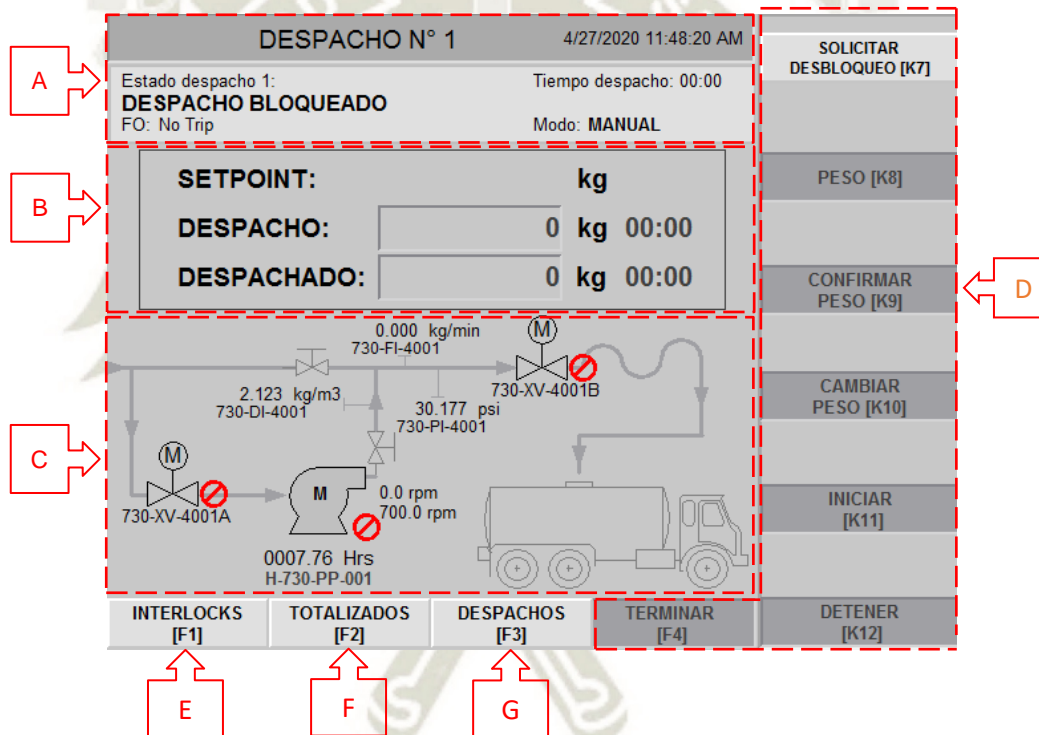 DESPACHO N° 1
4/27/2020 11:48:20 AM
A
Estado despacho 1:
Tiempo despacho: 00:00
DESPACHO BLOQUEADO
FO: No Trip
Modo: MANUAL
B
SETPOINT:
kg
DESPACHO:
0 kg 00:00
DESPACHADO:
0 kg 00:00
C
0.000 kg/min
730-FI-4001
M
730-XV-4001B
2.123 kg/m3
730-DI-4001
30.177 psi
730-PI-4001
M
730-XV-4001A
M
0.0 rpm
700.0 rpm
0007.76 Hrs
H-730-PP-001
SOLICITAR
DESBLOQUEO [K7]
PESO [K8]
CONFIRMAR
PESO [K9]
D
CAMBIAR
PESO [K10]
INICIAR
[K11]
DETENER
[K12]
INTERLOCKS
[F1]
TOTALIZADOS
[F2]
DESPACHOS
[F3]
TERMINAR
[F4]
E
F
G